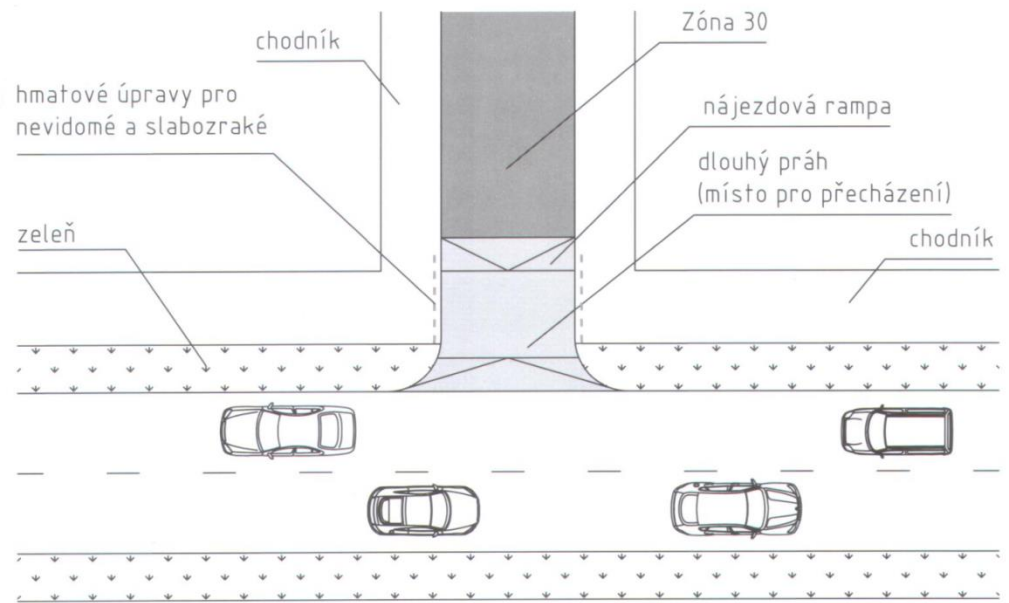 chodník
Zóna 30
hmatové úpravy pro
nevidomé a slabozraké
nájezdová rampa
dlouhý práh
(místo pro přecházení)
zeleň
chodník